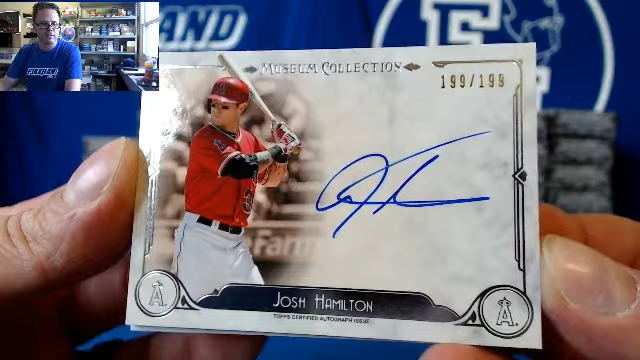 MUSEUM COLLECTION
199/199
JOSH HAMILTON
TOPPS CERTIFIED AUTOGRAPH ISSUE